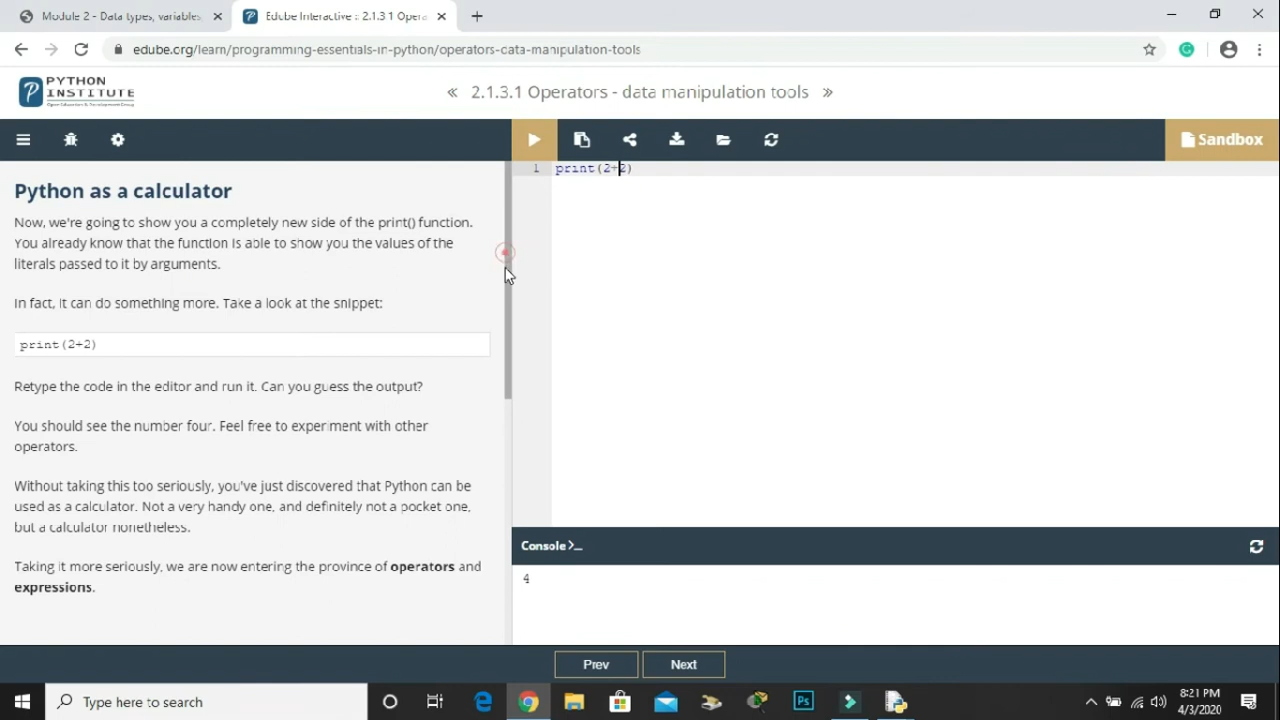 Module 2 - Data types, variables,
Edube Interactive :: 2.1.3.1 Opera
edube.org/learn/programming-essentials-in-python/operators-data-manipulation-tools
PYTHON
INSTITUTE
Open Education & Development Group
« 2.1.3.1 Operators - data manipulation tools »
Sandbox
Python as a calculator
Now, we're going to show you a completely new side of the print() function.
You already know that the function is able to show you the values of the
literals passed to it by arguments.
In fact, it can do something more. Take a look at the snippet:
print(2+2)
Retype the code in the editor and run it. Can you guess the output?
You should see the number four. Feel free to experiment with other
operators.
Without taking this too seriously, you've just discovered that Python can be
used as a calculator. Not a very handy one, and definitely not a pocket one,
but a calculator nonetheless.
Taking it more seriously, we are now entering the province of operators and
expressions.
1 print(2+2)
Console >_
4
Prev
Next
Type here to search
Ps
8:21 PM
4/3/2020